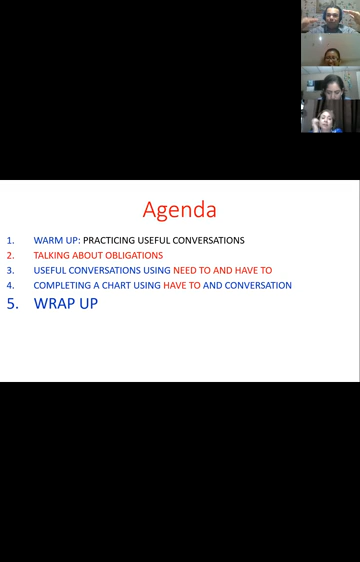 Agenda
1. WARM UP: PRACTICING USEFUL CONVERSATIONS
2. TALKING ABOUT OBLIGATIONS
3. USEFUL CONVERSATIONS USING NEED TO AND HAVE TO
4. COMPLETING A CHART USING HAVE TO AND CONVERSATION
5. WRAP UP